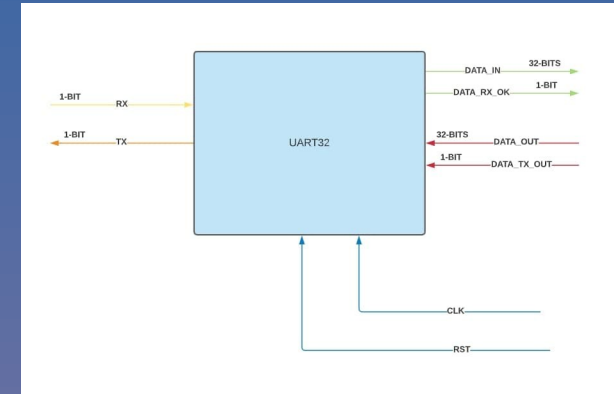 32-BITS
DATA_IN
1-BIT
DATA_RX_OK
1-BIT
RX
1-BIT
TX
UART32
32-BITS
DATA_OUT
1-BIT
DATA_TX_OUT
CLK
RST